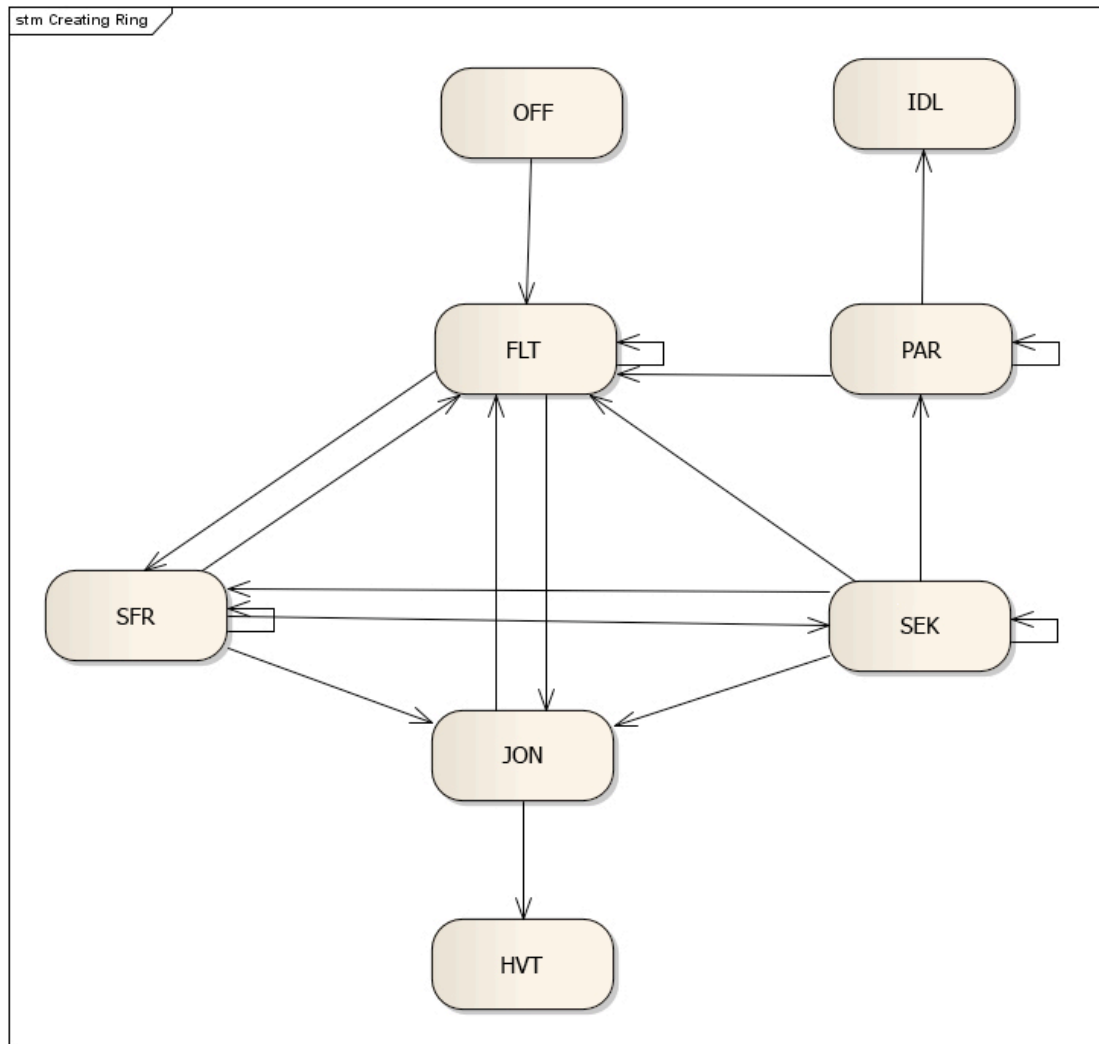 stm Creating Ring
OFF
IDL
FLT
PAR
SFR
SEK
JON
HVT